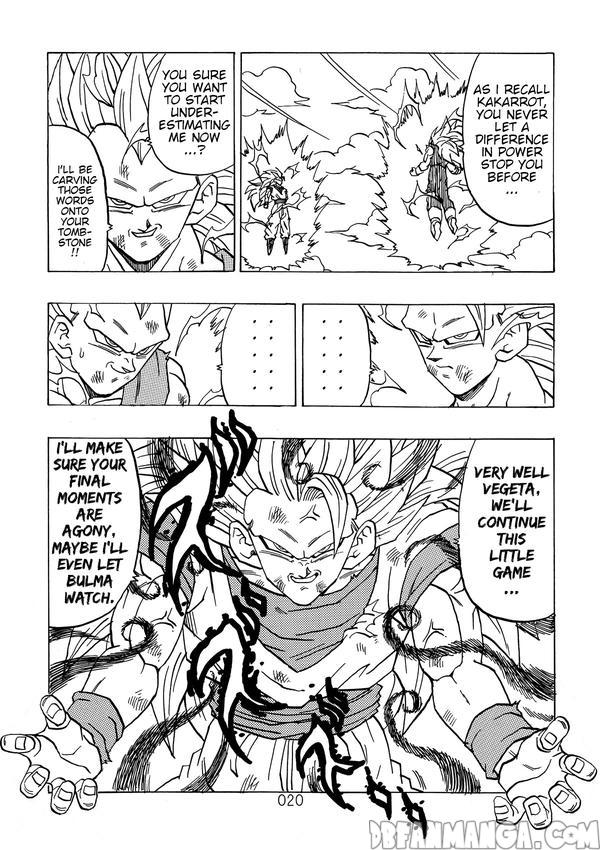 AS I RECALL
KAKARROT,
YOU NEVER
LET A
DIFFERENCE
IN POWER
STOP YOU
BEFORE
...
YOU SURE
YOU WANT
TO START
UNDER-
ESTIMATING
ME NOW
...?
I'LL BE
CARVING
THOSE
WORDS
ONTO
YOUR
TOMB-
STONE
!!
VERY WELL
VEGETA,
WE'LL
CONTINUE
THIS
LITTLE
GAME
...
I'LL MAKE
SURE YOUR
FINAL
MOMENTS
ARE
AGONY,
MAYBE I'LL
EVEN LET
BULMA
WATCH.
020
DBFANMANGA.COM